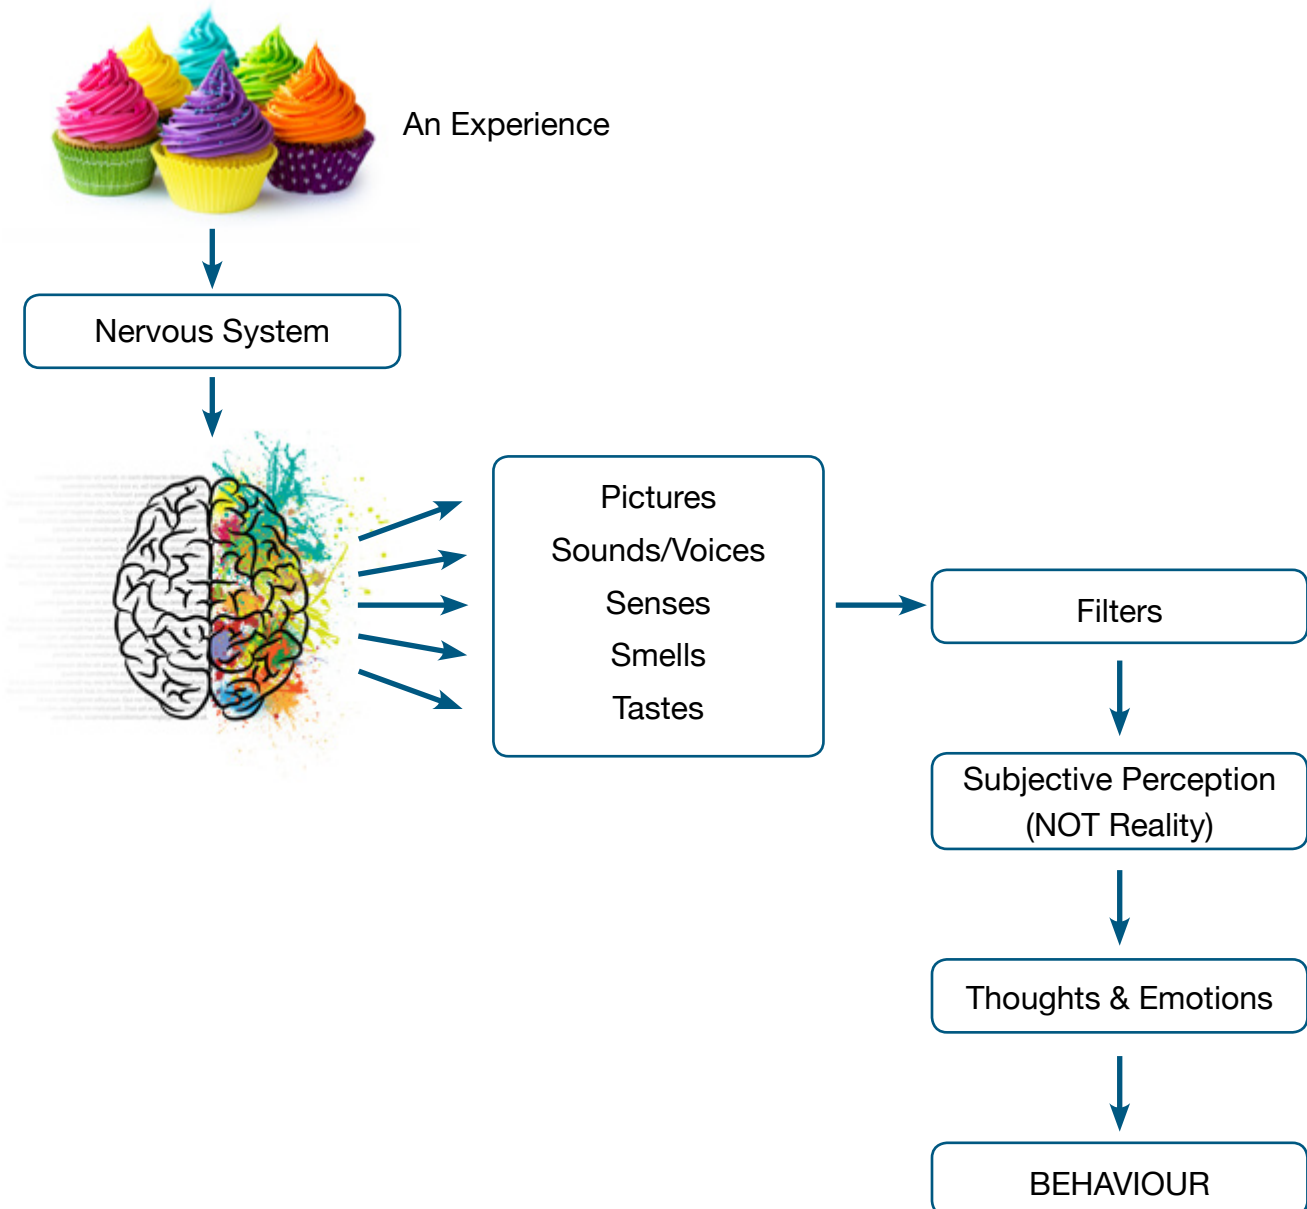 An Experience
Nervous System
Pictures
Sounds/Voices
Senses
Smells
Tastes
Filters
Subjective Perception
(NOT Reality)
Thoughts & Emotions
BEHAVIOUR